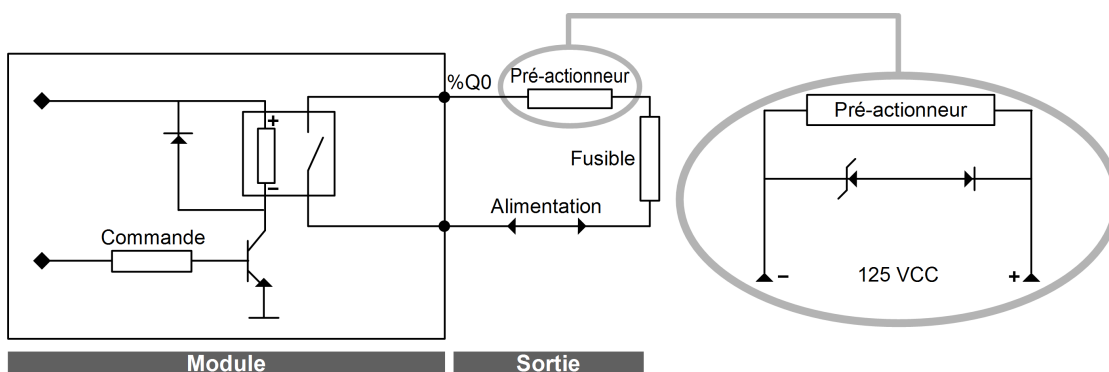 %Q0
Pré-actionneur
+
−
Fusible
Alimentation
Commande
Pré-actionneur
− 125 VCC +
Module
Sortie